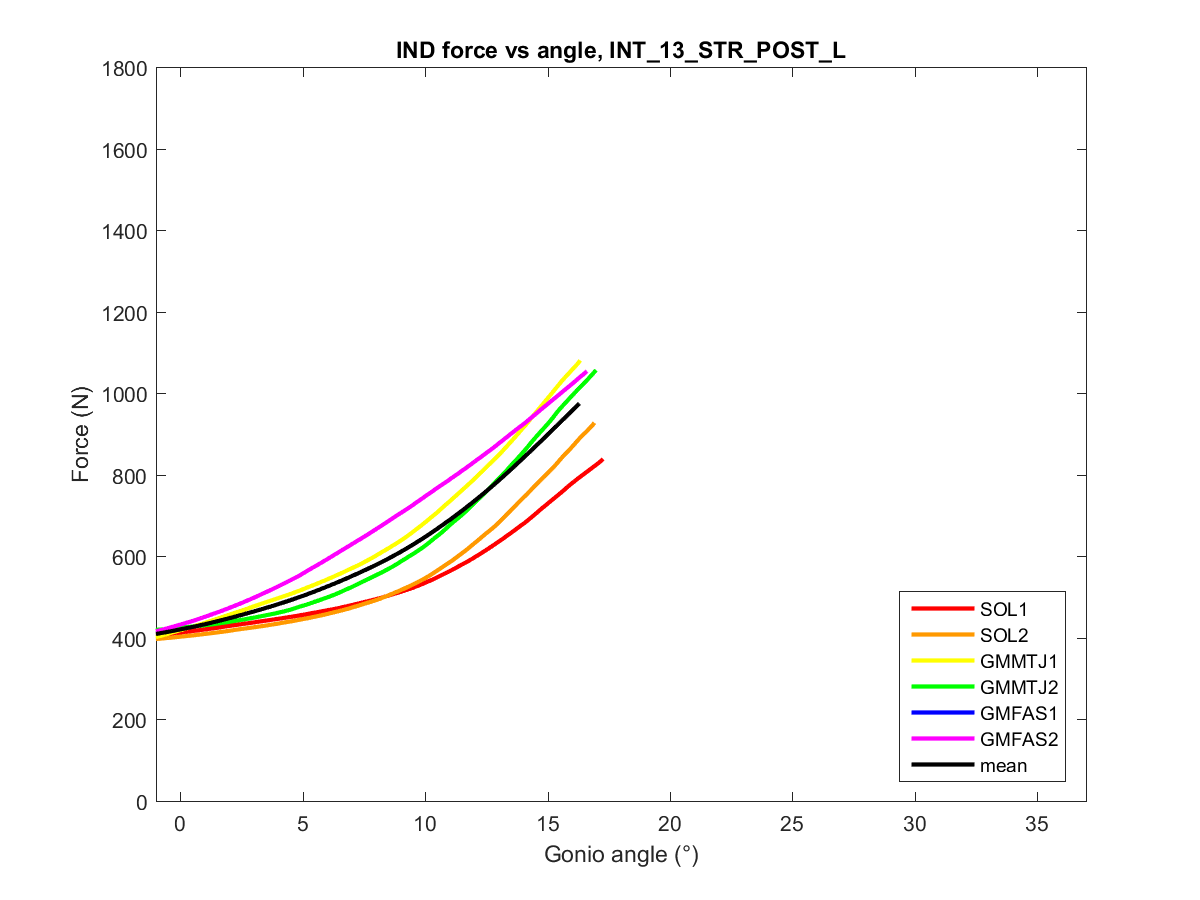 IND force vs angle, INT_13_STR_POST_L
1800
1600
1400
1200
1000
800
600
400
200
0
Force (N)
0 5 10 15 20 25 30 35
Gonio angle (°)
SOL1
SOL2
GMMTJ1
GMMTJ2
GMFAS1
GMFAS2
mean